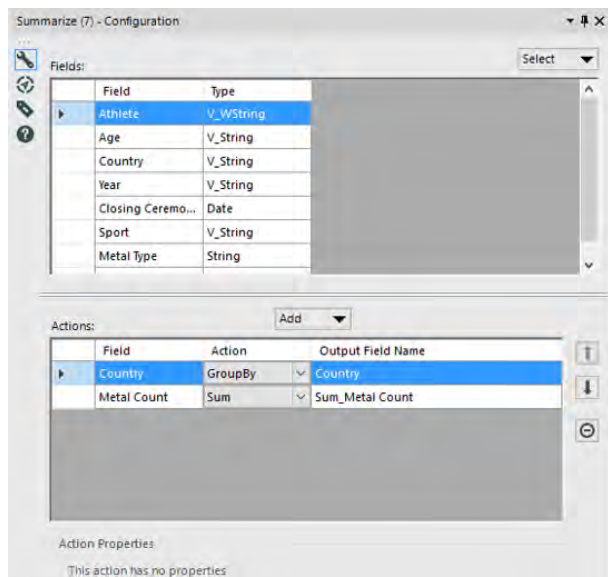 Summarize (7) - Configuration
Fields:
Select
Field Type
Athlete V_WString
Age V_String
Country V_String
Year V_String
Closing Ceremo... Date
Sport V_String
Metal Type String
Actions:
Add
Field Action Output Field Name
Country GroupBy Country
Metal Count Sum Sum_Metal Count
Action Properties
This action has no properties